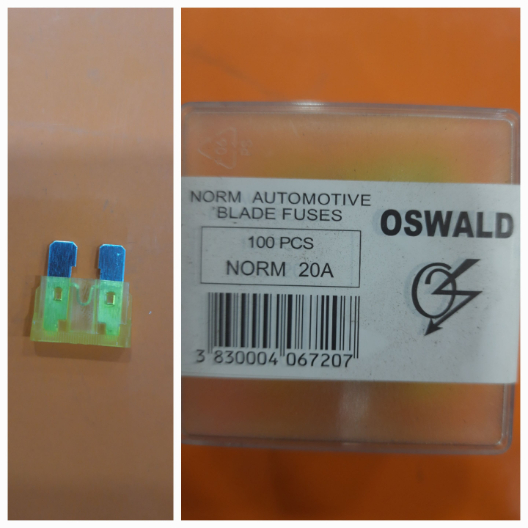 NORM AUTOMOTIVE
BLADE FUSES
OSWALD
100 PCS
NORM 20A
3 830004 067207